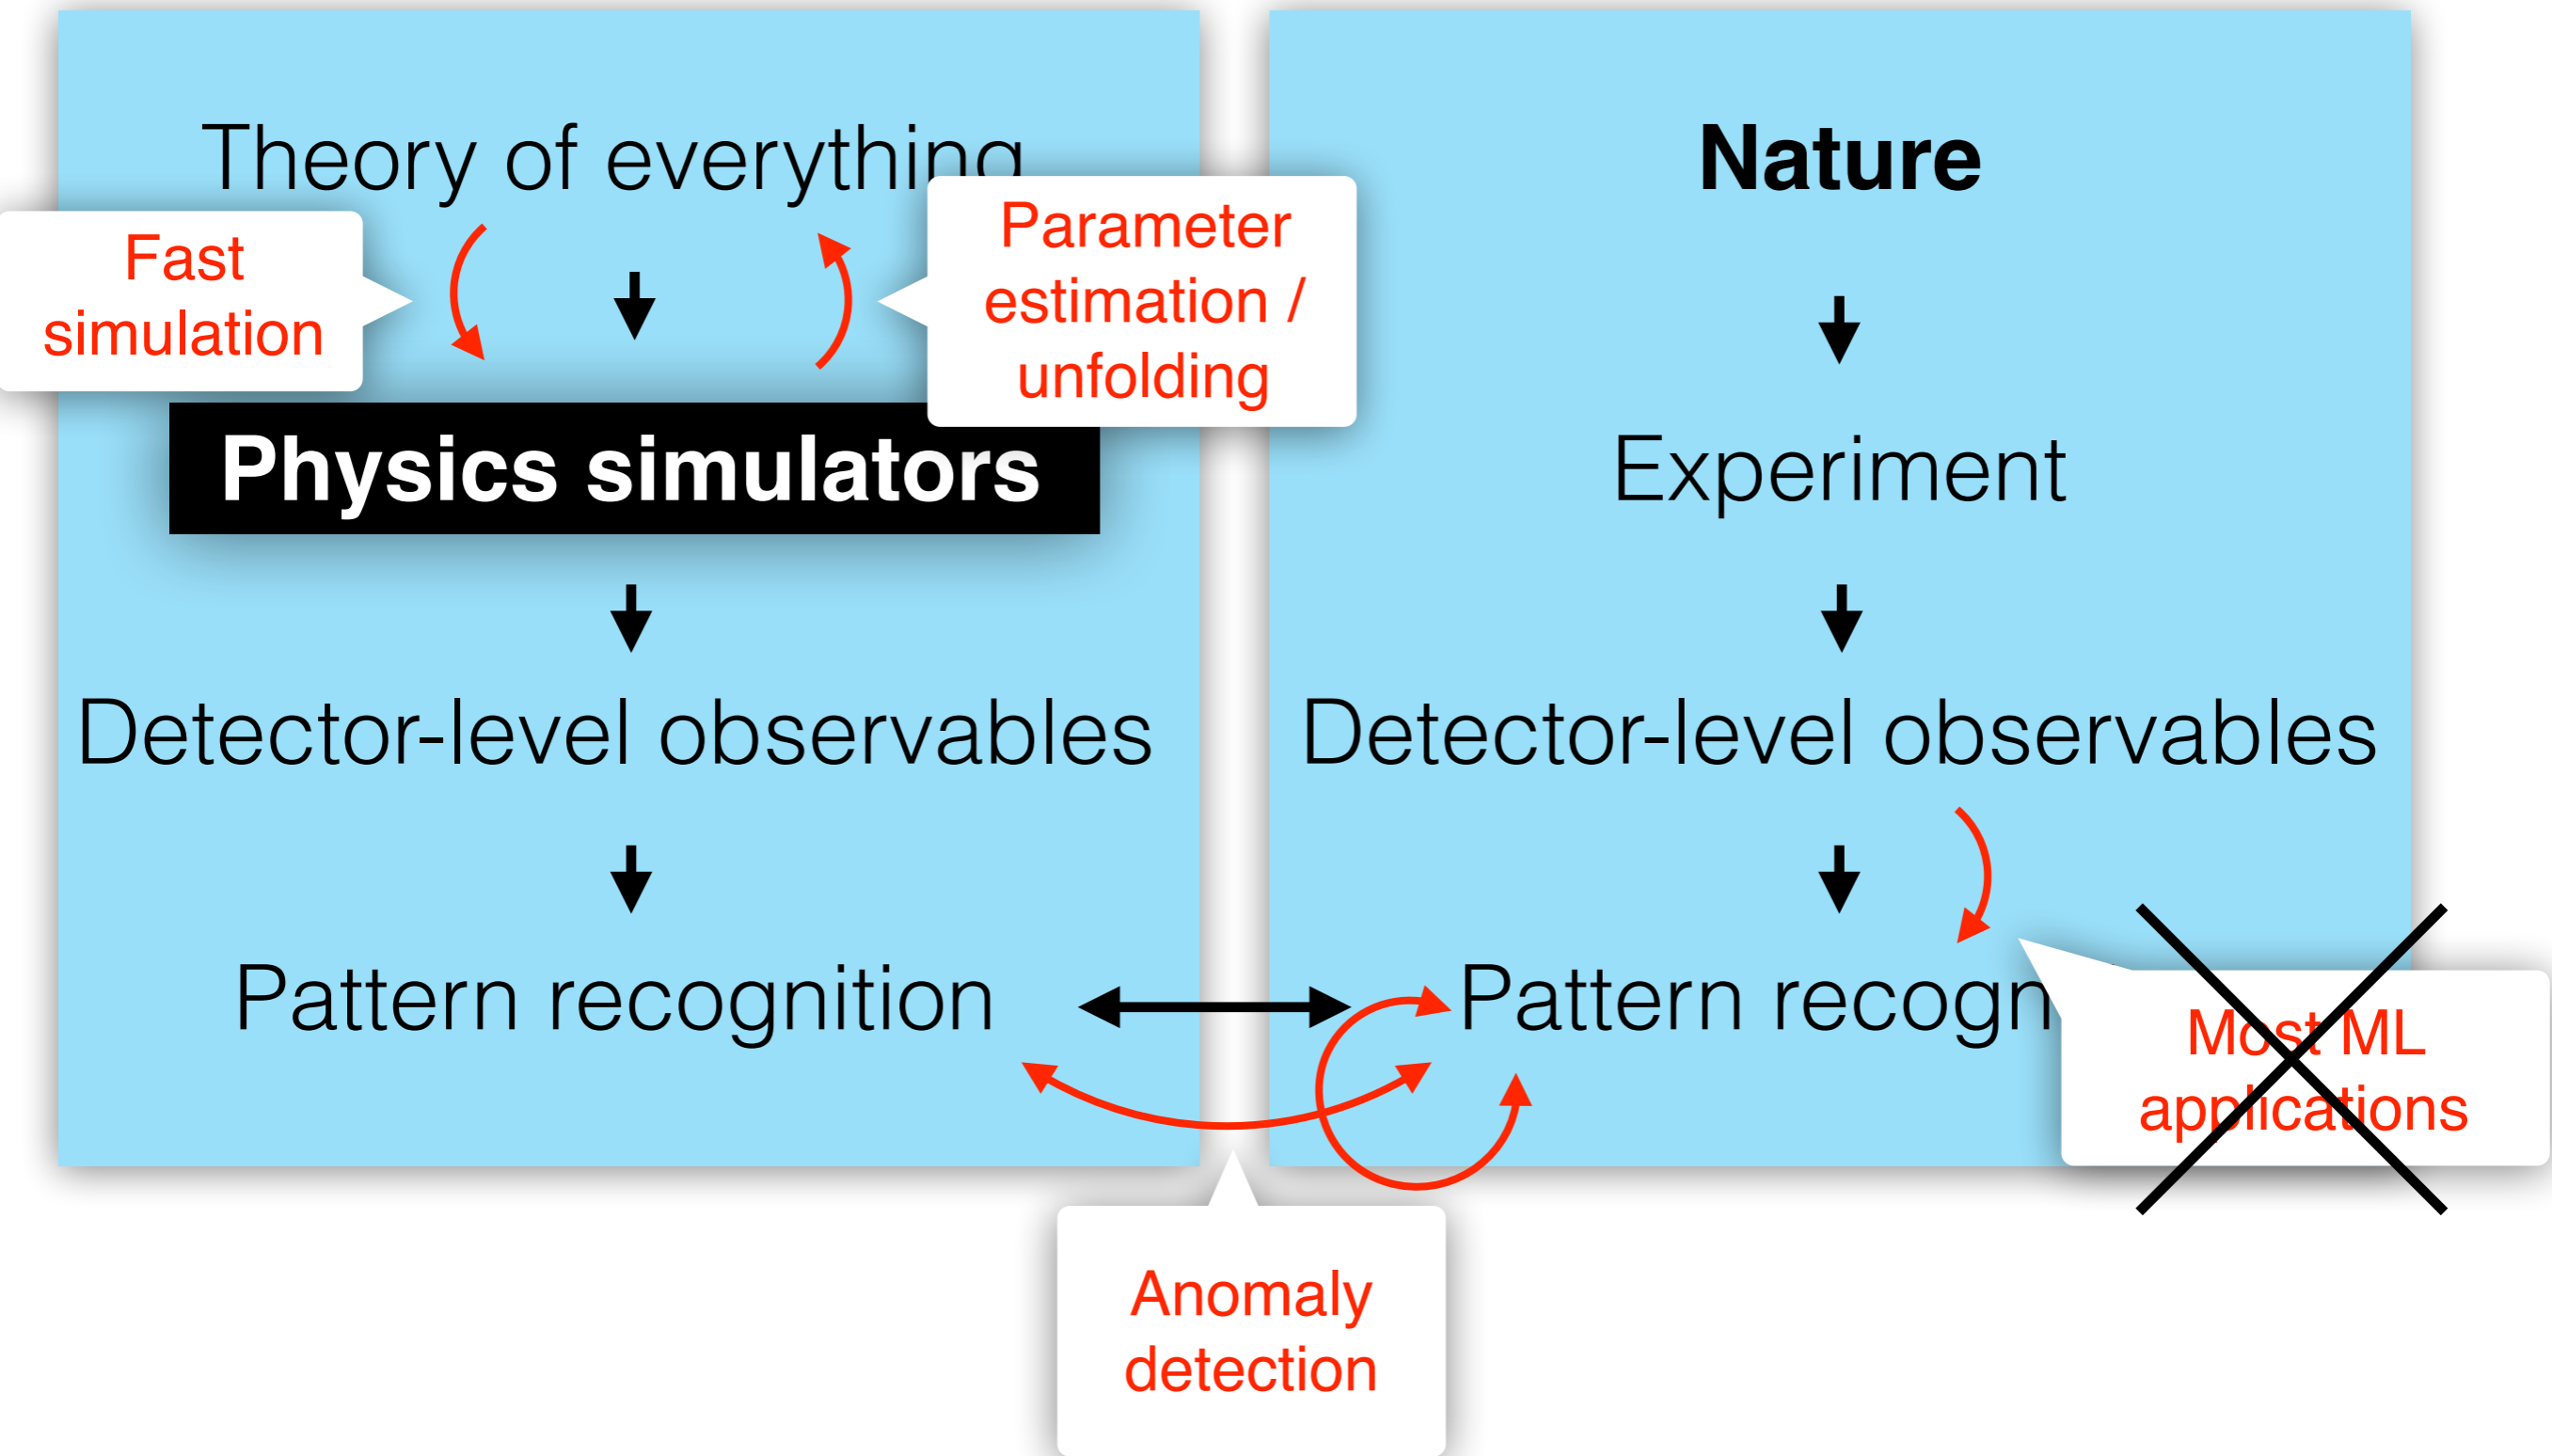 Theory of everything
Fast
simulation
Parameter
estimation /
unfolding
Physics simulators
Detector-level observables
Pattern recognition
Nature
Experiment
Detector-level observables
Pattern recogn
Most ML
applications
Anomaly
detection